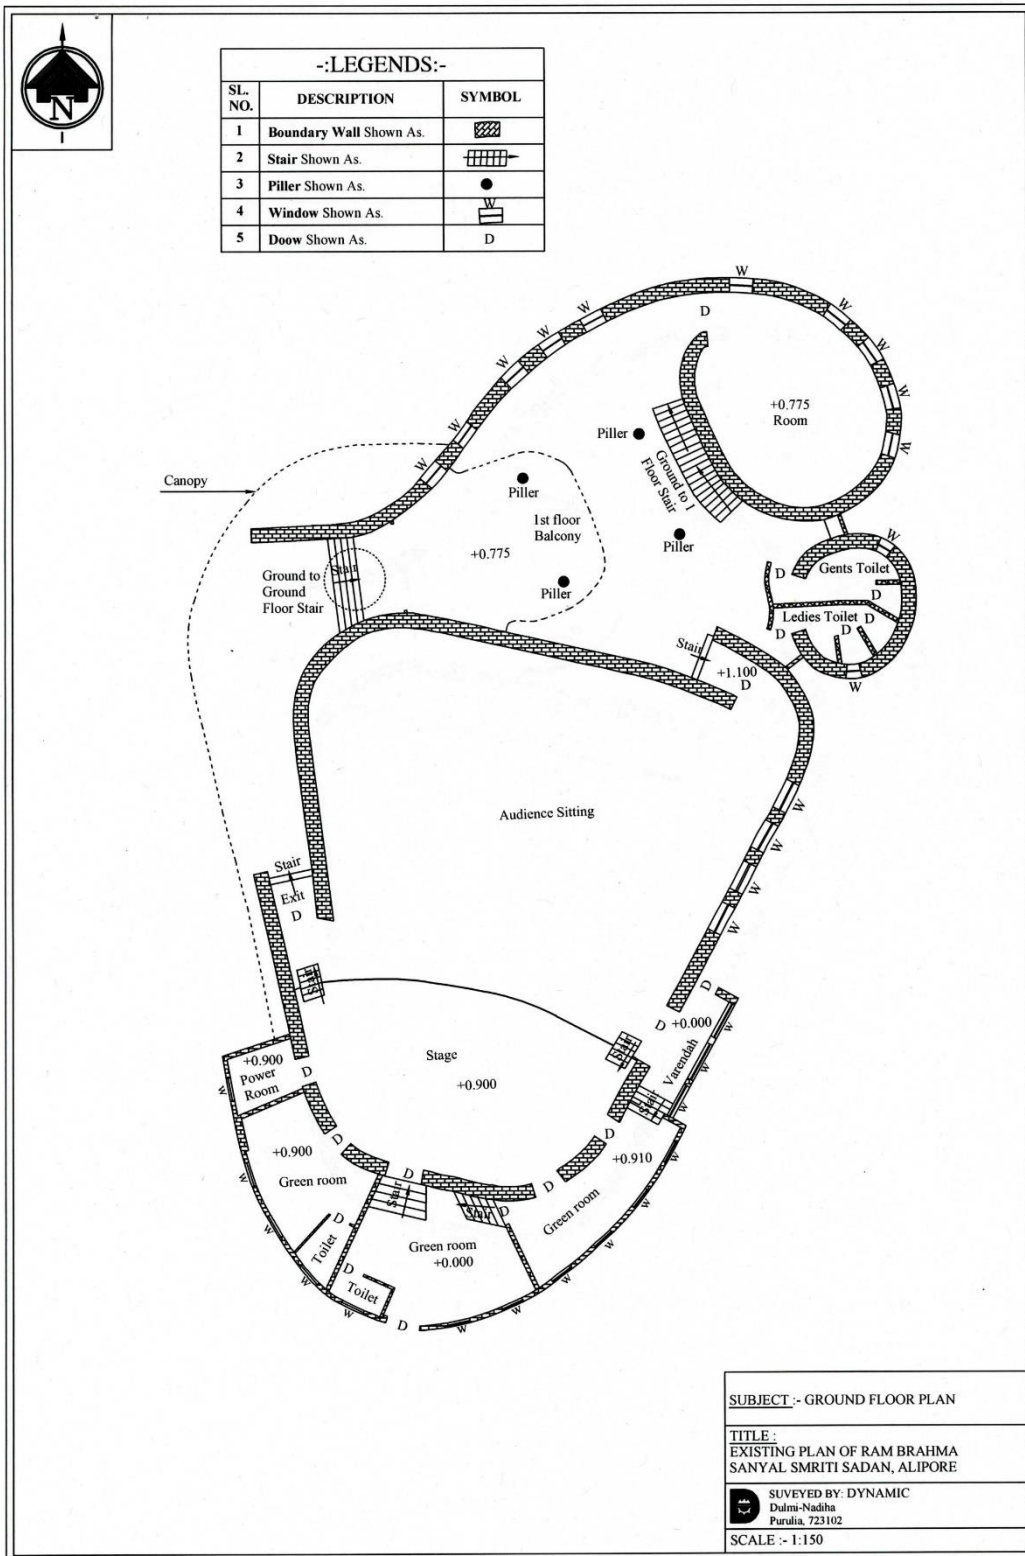 N
-:LEGENDS:-
SL. NO. DESCRIPTION SYMBOL
1 Boundary Wall Shown As.
2 Stair Shown As.
3 Piller Shown As.
4 Window Shown As. W
5 Doow Shown As. D
W
W
W
W
D
W
W
W
W
W
+0.775
Room
Piller
W
Ground to 1
Floor Stair
Canopy
Piller
1st floor
Balcony
+0.775
Piller
W
Gents Toilet
D
D
Stair
Ground to
Ground
Floor Stair
Piller
Ledies Toilet
D
D
D
Stair
+1.100
D
W
Audience Sitting
W
W
W
W
Stair
Exit
D
Stair
D
D
+0.000
W
Stair
Varendah
W
Stage
+0.900
+0.900
Power
Room
D
W
Stair
W
D
D
+0.910
W
+0.900
Green room
D
Stair
Stair
D
D
Green room
W
W
W
D
Toilet
Green room
+0.000
W
D
Toilet
W
W
W
W
D
W
W
SUBJECT :- GROUND FLOOR PLAN
TITLE :
EXISTING PLAN OF RAM BRAHMA
SANYAL SMRITI SADAN, ALIPORE
D
SUVEYED BY: DYNAMIC
Dulmi-Nadiha
Purulia, 723102
SCALE :- 1:150